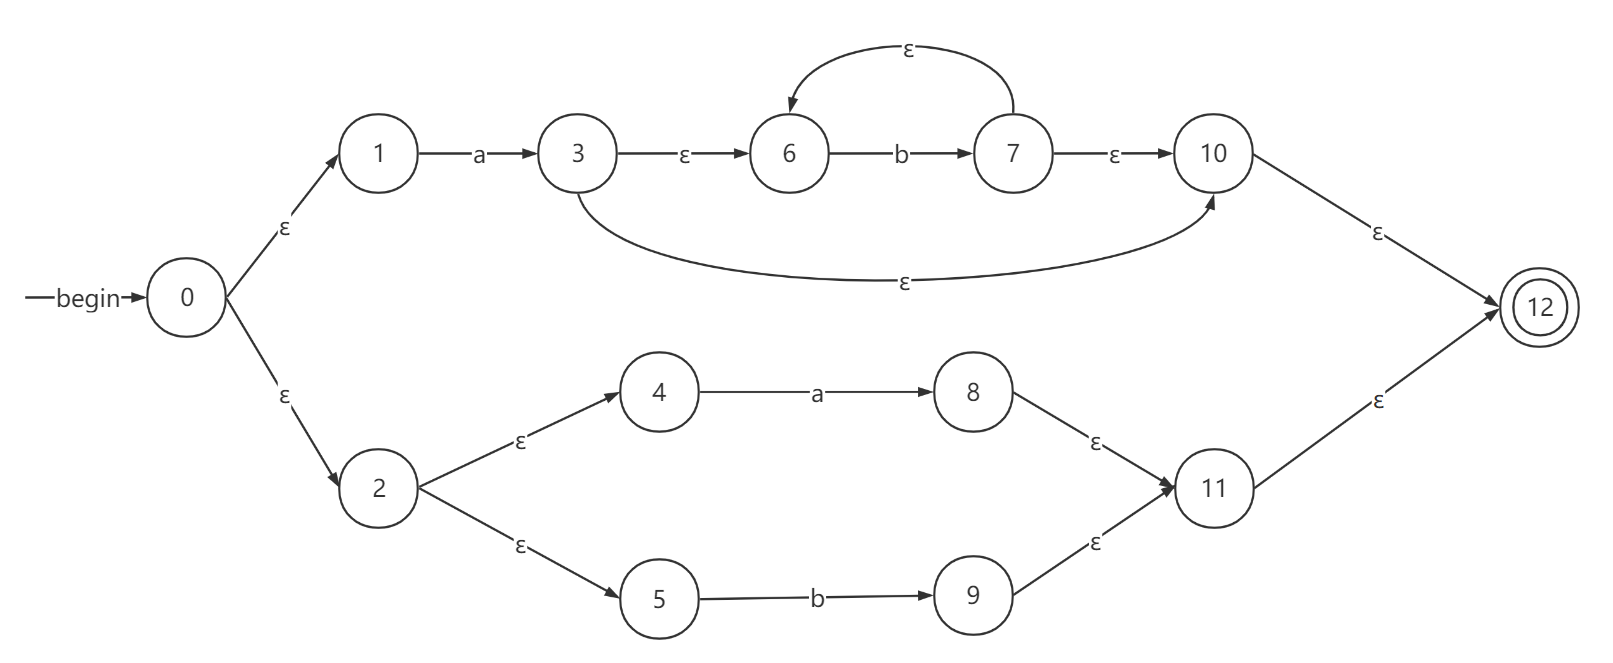 ε
1 a 3 ε 6 b 7 ε 10
ε ε
ε
begin 0 12
4 a 8
ε ε
ε ε
2 11
ε ε
5 b 9